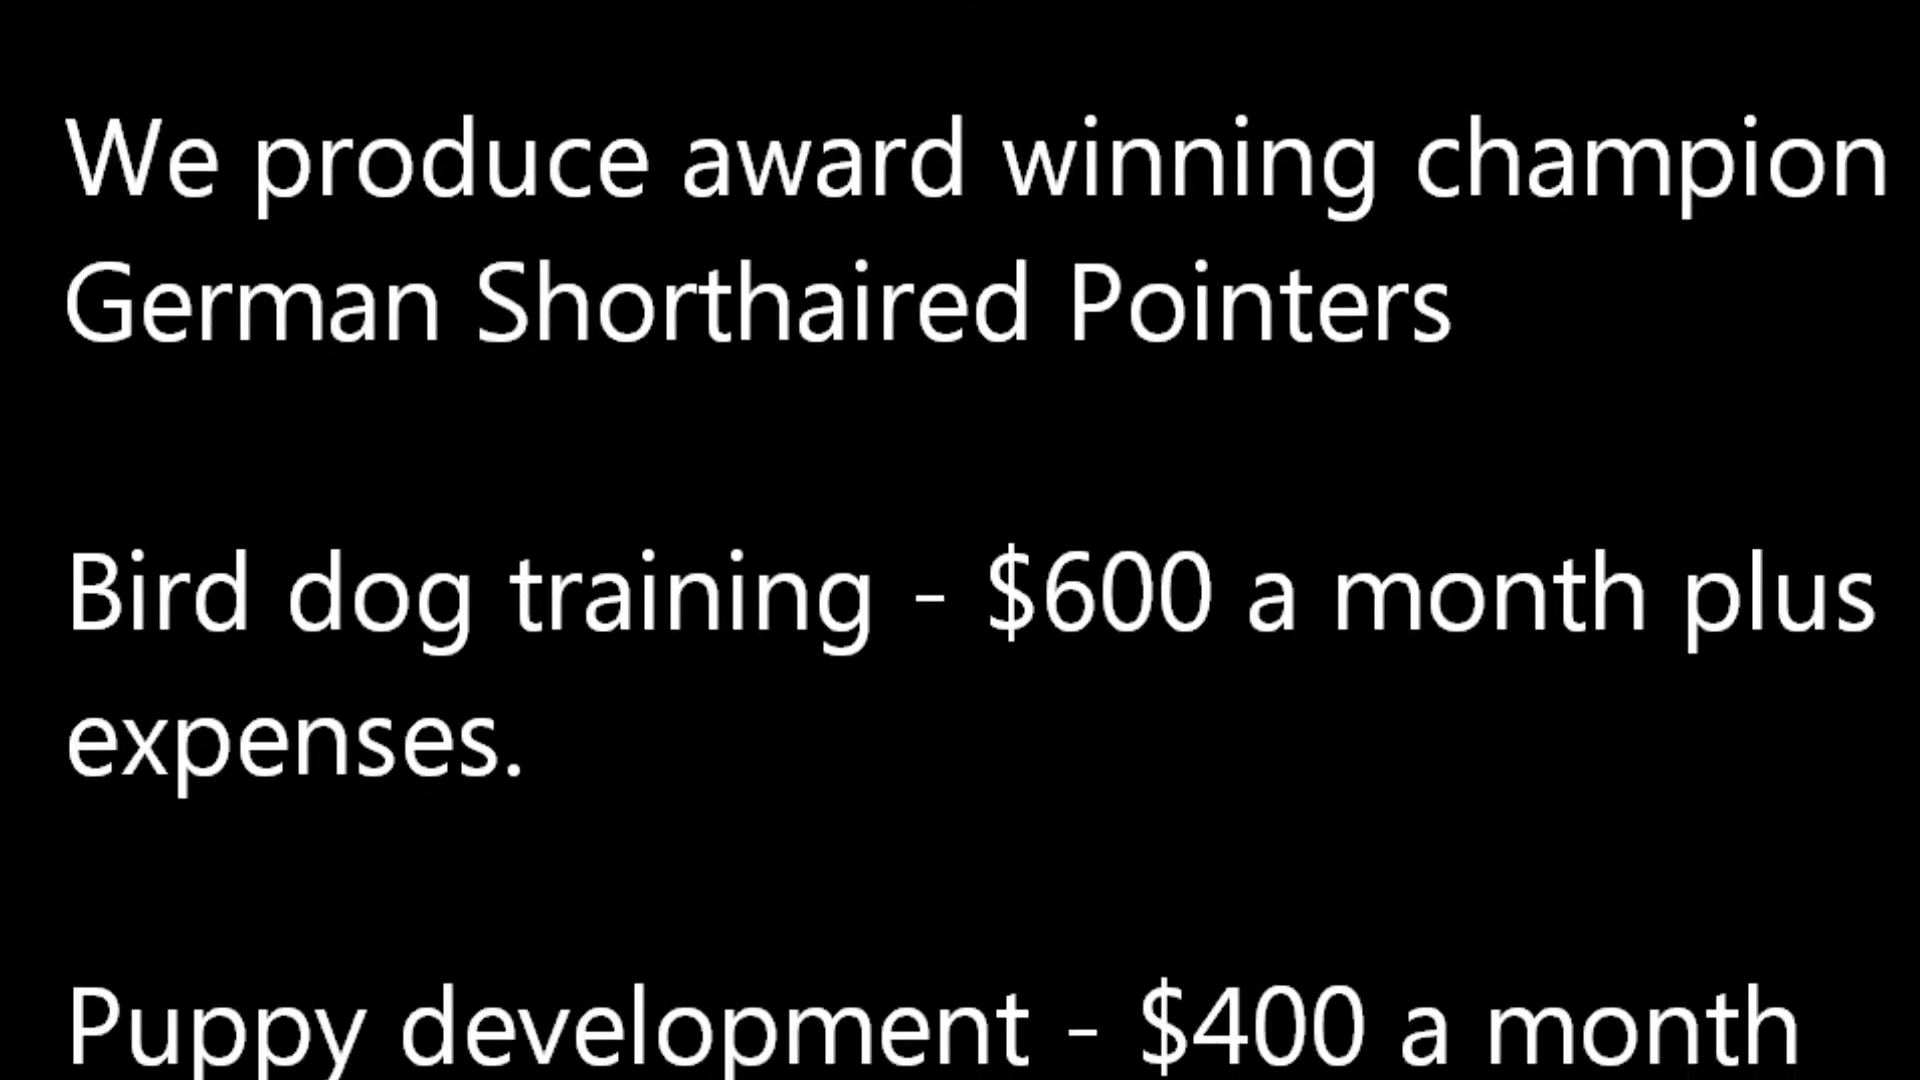 We produce award winning champion
German Shorthaired Pointers
Bird dog training - $600 a month plus
expenses.
Puppy development - $400 a month